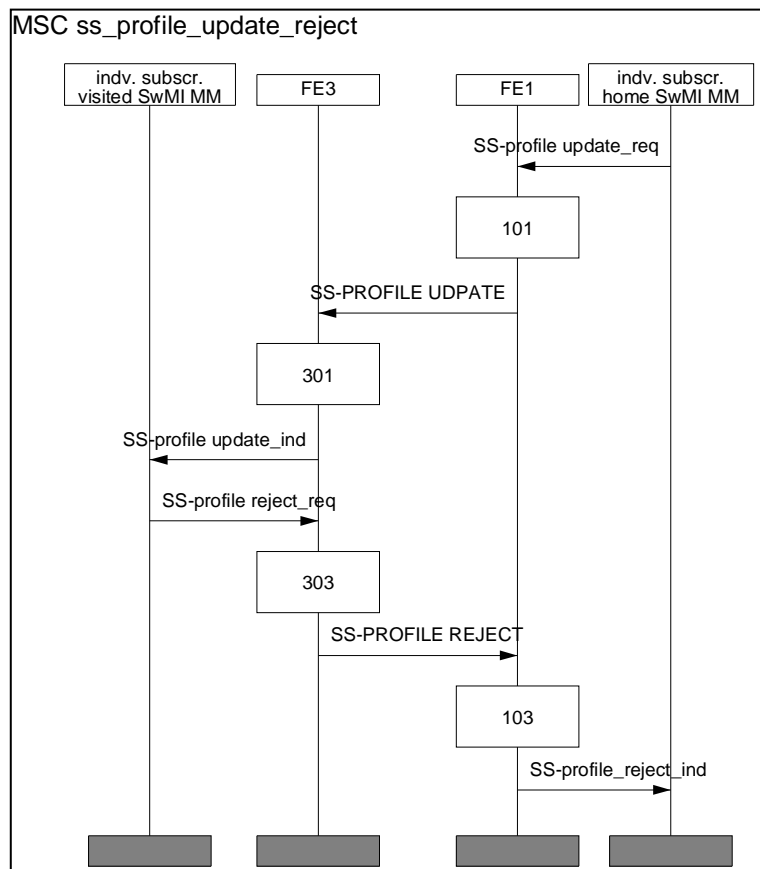 MSC ss_profile_update_reject
indv. subscr.
visited SwMI MM
FE3
FE1
indv. subscr.
home SwMI MM
SS-profile update_req
101
SS-PROFILE UDPATE
301
SS-profile update_ind
SS-profile reject_req
303
SS-PROFILE REJECT
103
SS-profile_reject_ind